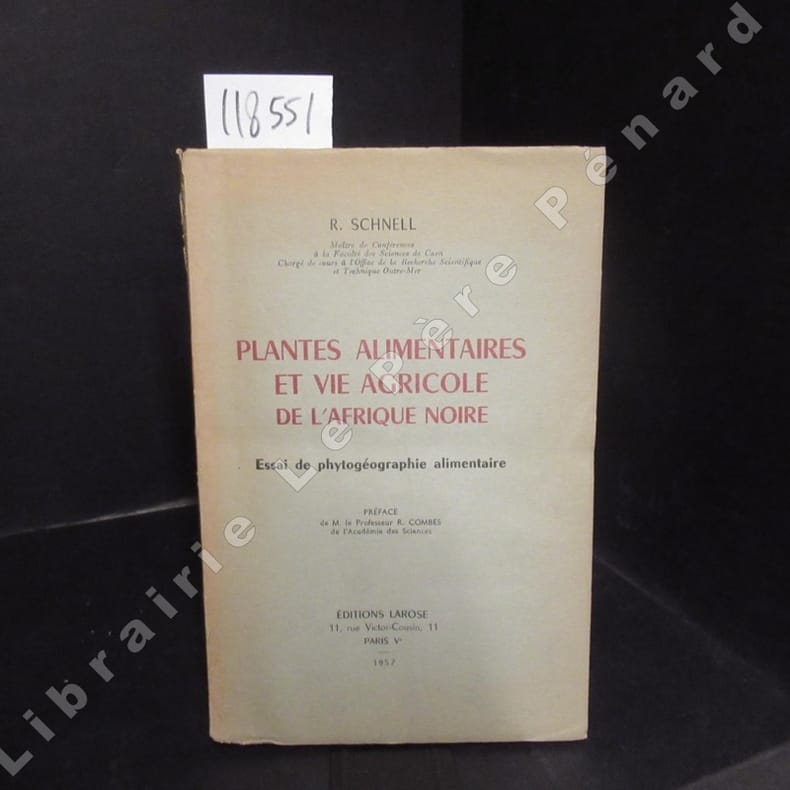 118551
R. SCHNELL
Maître de Conférences
à la Faculté des Sciences de Caen
Chargé de cours à l'Office de la Recherche Scientifique
et Technique Outre-Mer
PLANTES ALIMENTAIRES
ET VIE AGRICOLE
DE L'AFRIQUE NOIRE
Essai de phytogéographie alimentaire
PRÉFACE
de M. le Professeur R. COMBES
de l'Académie des Sciences
ÉDITIONS LAROSE
11, rue Victor-Cousin, 11
PARIS Vᵉ
1957
Librairie Le Père Pénard